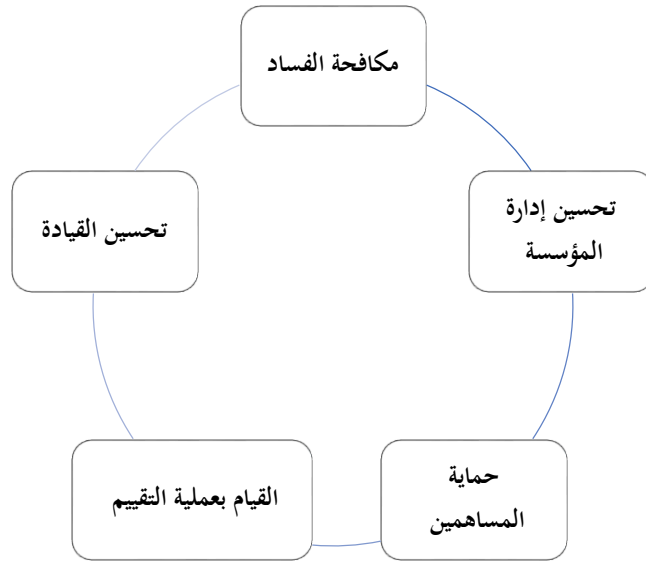 مكافحة الفساد
تحسين إدارة
المؤسسة
حماية
المساهمين
القيام بعملية التقييم
تحسين القيادة